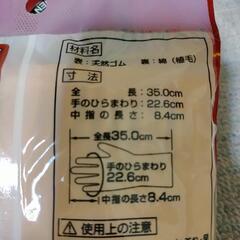 材料名
表：天然ゴム　裏：綿（植毛）
寸法
全長：35.0cm
手のひらまわり：22.6cm
中指の長さ：8.4cm
全長35.0cm
手のひらまわり
22.6cm
中指の長さ8.4cm
使用上の注意